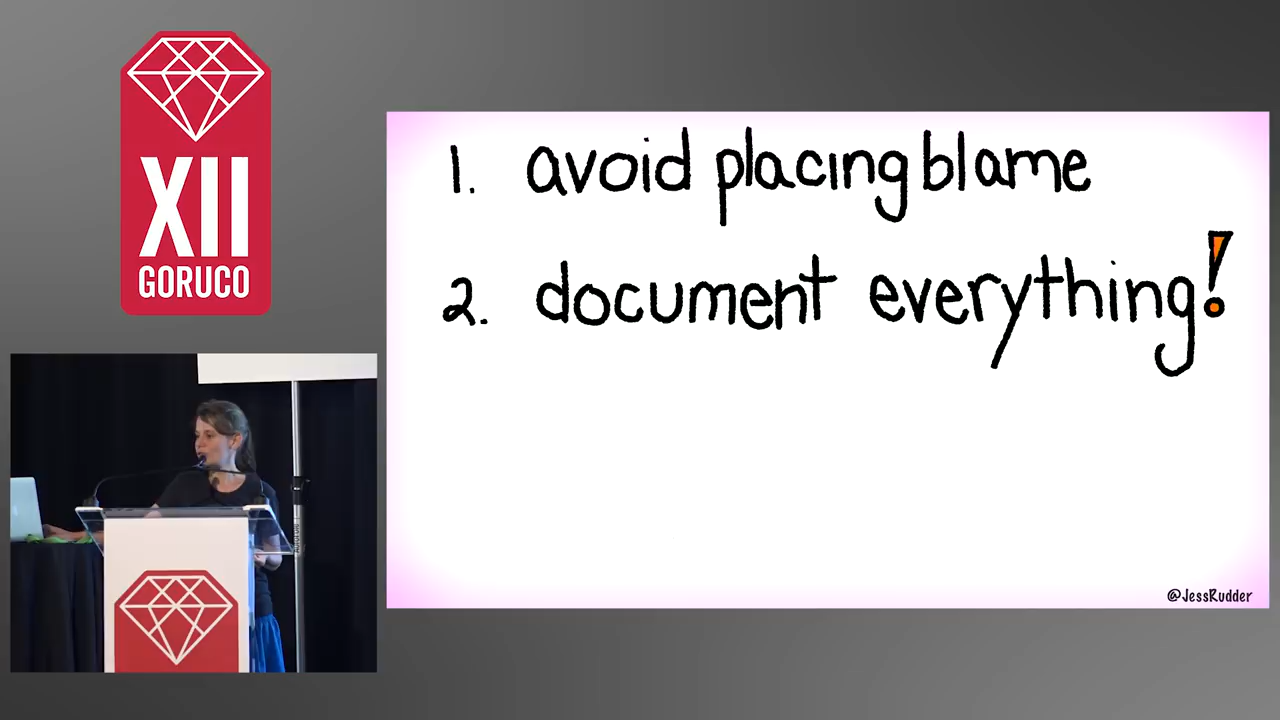 XII
GORUCO
1. avoid placing blame
2. document everything!
@JessRudder